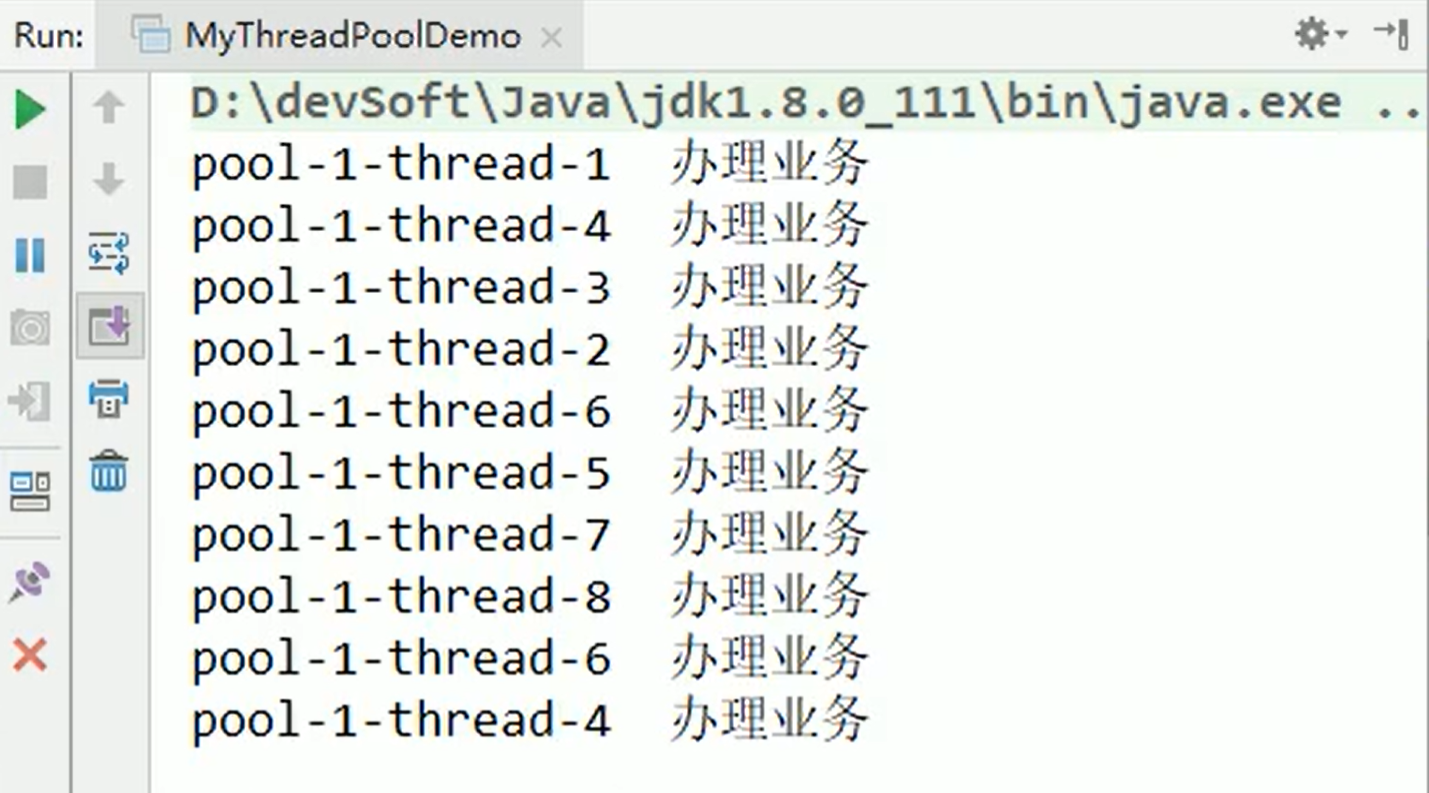 Run: MyThreadPoolDemo
D:\devSoft\Java\jdk1.8.0_111\bin\java.exe ..
pool-1-thread-1 办理业务
pool-1-thread-4 办理业务
pool-1-thread-3 办理业务
pool-1-thread-2 办理业务
pool-1-thread-6 办理业务
pool-1-thread-5 办理业务
pool-1-thread-7 办理业务
pool-1-thread-8 办理业务
pool-1-thread-6 办理业务
pool-1-thread-4 办理业务